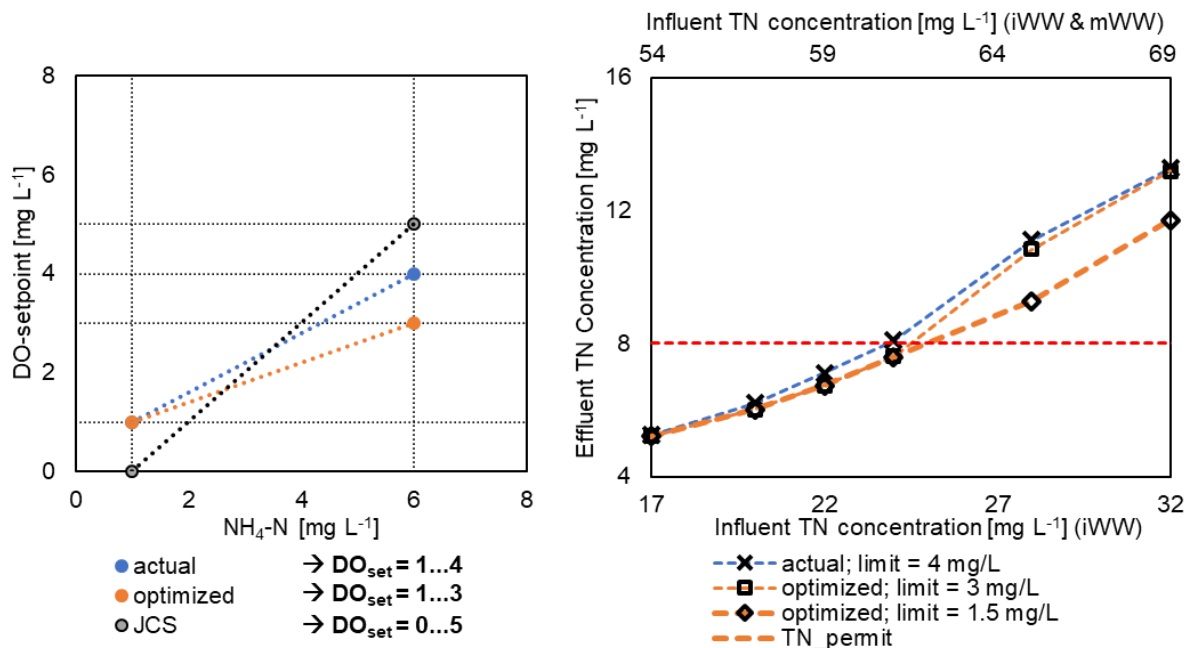 DO-setpoint [mg L⁻¹]
8
6
4
2
0
0 2 4 6 8
NH₄-N [mg L⁻¹]
actual → DOset = 1...4
optimized → DOset = 1...3
JCS → DOset = 0...5
Influent TN concentration [mg L⁻¹] (iWW & mWW)
54 59 64 69
Effluent TN Concentration [mg L⁻¹]
16
12
8
4
17 22 27 32
Influent TN concentration [mg L⁻¹] (iWW)
actual; limit = 4 mg/L
optimized; limit = 3 mg/L
optimized; limit = 1.5 mg/L
TN_permit